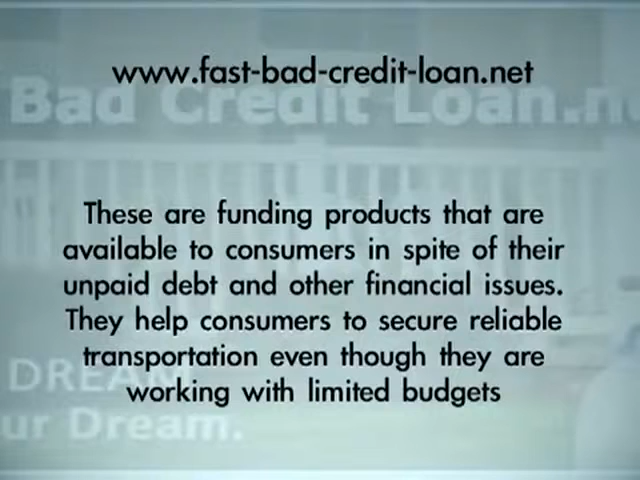 www.fast-bad-credit-loan.net
Bad Credit Loan.n
These are funding products that are
available to consumers in spite of their
unpaid debt and other financial issues.
They help consumers to secure reliable
transportation even though they are
working with limited budgets
DREAM
ur Dream.